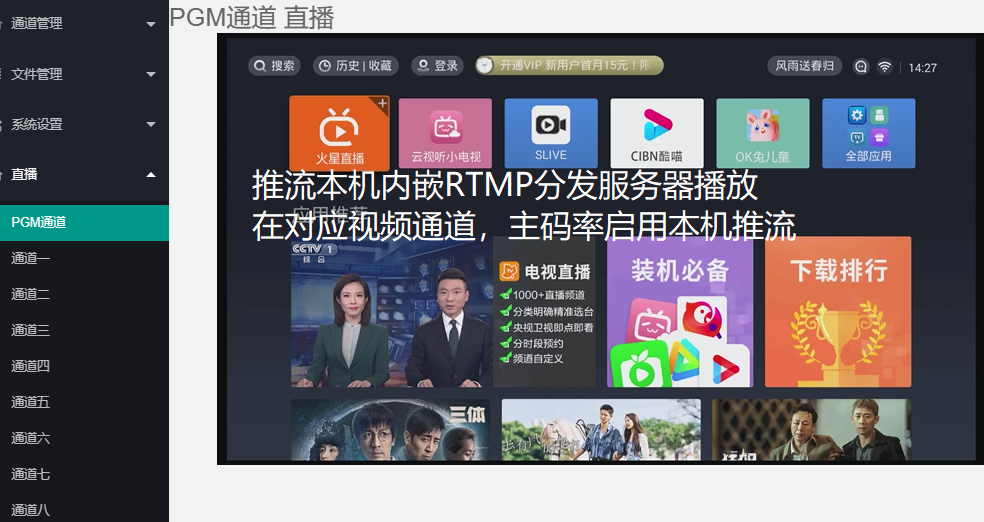 通道管理
文件管理
系统设置
直播
PGM通道
通道一
通道二
通道三
通道四
通道五
通道六
通道七
通道八
PGM通道 直播
搜索
历史 | 收藏
登录
开通VIP 新用户首月15元！限
风雨送春归
14:27
火星直播
云视听小电视
SLIVE
CIBN酷喵
OK兔儿童
全部应用
推流本机内嵌RTMP分发服务器播放
应用推荐
在对应视频通道，主码率启用本机推流
CCTV 1
综合
电视直播
1000+直播频道
分类明确精准选台
央视卫视即点即看
分时段预约
频道自定义
装机必备
下载排行
三体